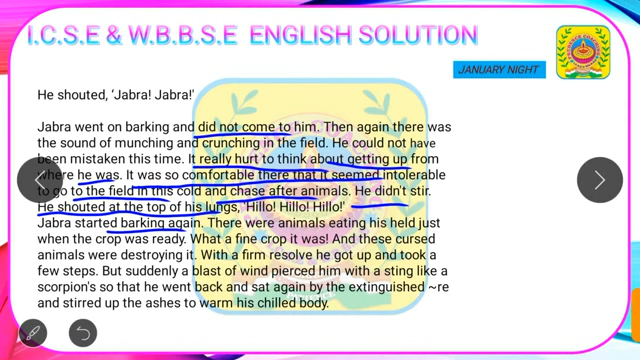 I.C.S.E & W.B.B.S.E ENGLISH SOLUTION
JANUARY NIGHT
He shouted, ‘Jabra! Jabra!'
Jabra went on barking and did not come to him. Then again there was
the sound of munching and crunching in the field. He could not have
been mistaken this time. It really hurt to think about getting up from
where he was. It was so comfortable there that it seemed intolerable
to go to the field in this cold and chase after animals. He didn't stir.
He shouted at the top of his lungs, 'Hillo! Hillo! Hillo!'
Jabra started barking again. There were animals eating his held just
when the crop was ready. What a fine crop it was! And these cursed
animals were destroying it. With a firm resolve he got up and took a
few steps. But suddenly a blast of wind pierced him with a sting like a
scorpion's so that he went back and sat again by the extinguished ~re
and stirred up the ashes to warm his chilled body.